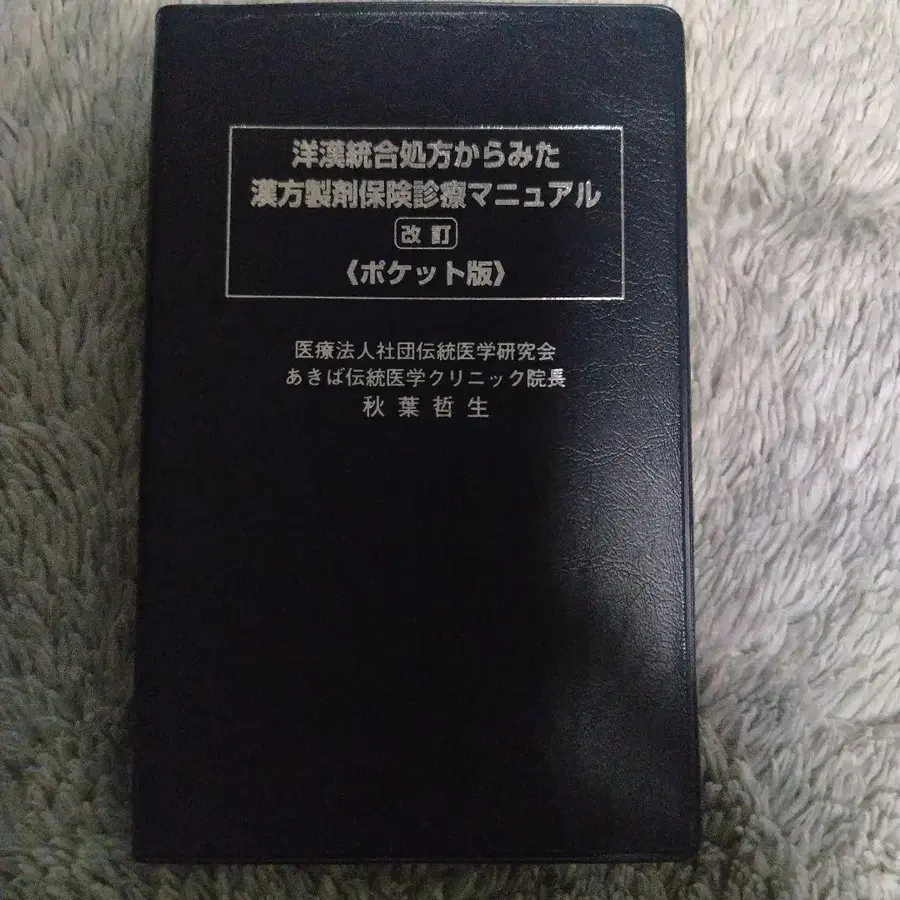 洋漢統合処方からみた
漢方製剤保険診療マニュアル
改訂
《ポケット版》
医療法人社団伝統医学研究会
あきば伝統医学クリニック院長
秋葉哲生